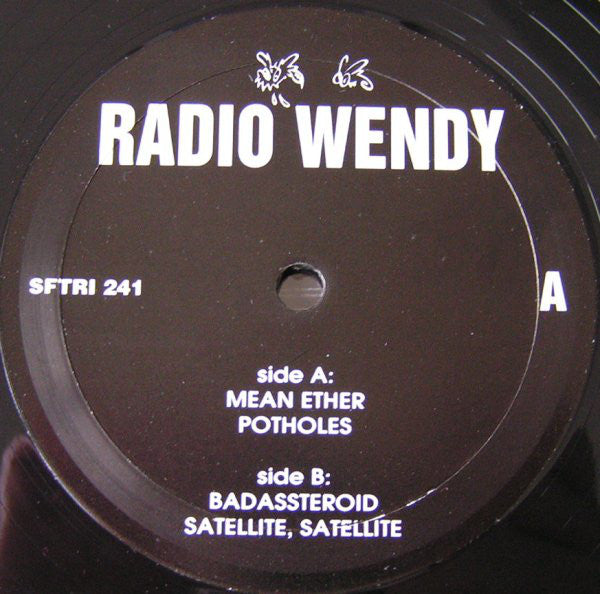 RADIO WENDY
SFTRI 241
A
side A:
MEAN ETHER
POTHOLES
side B:
BADASSTEROID
SATELLITE, SATELLITE